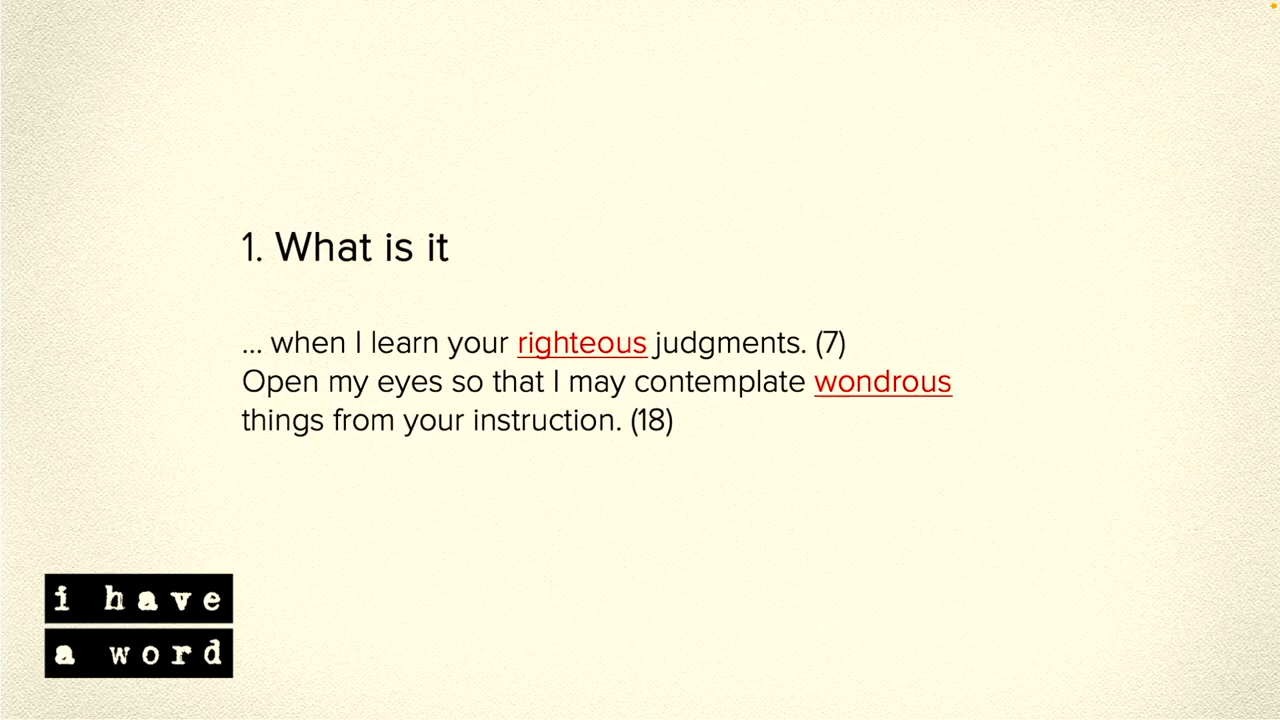 1. What is it
... when I learn your righteous judgments. (7)
Open my eyes so that I may contemplate wondrous
things from your instruction. (18)
i have
a word